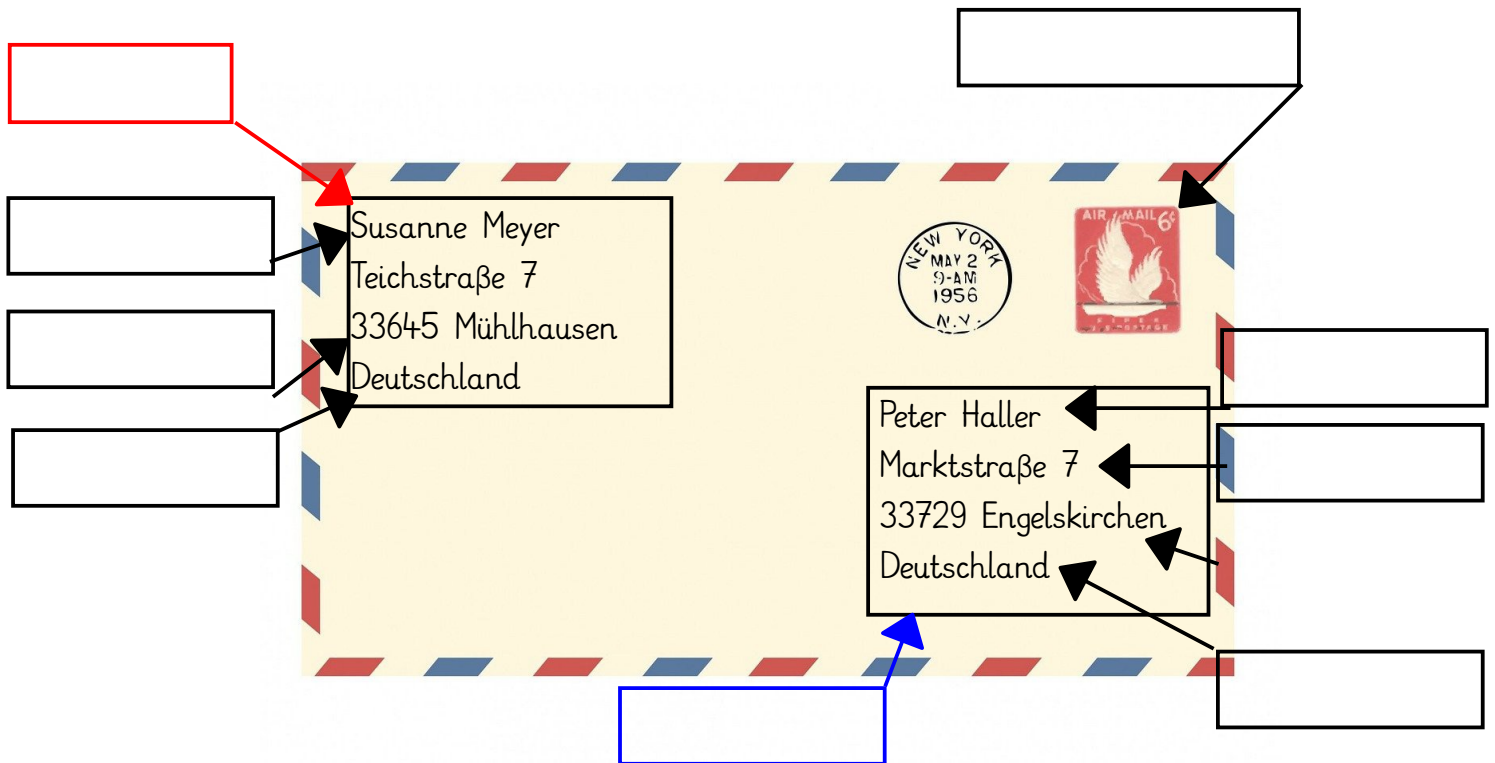 Susanne Meyer
Teichstraße 7
33645 Mühlhausen
Deutschland
NEW YORK
MAY 2
9-AM
1956
N.Y.
AIR MAIL 6¢
Peter Haller
Marktstraße 7
33729 Engelskirchen
Deutschland